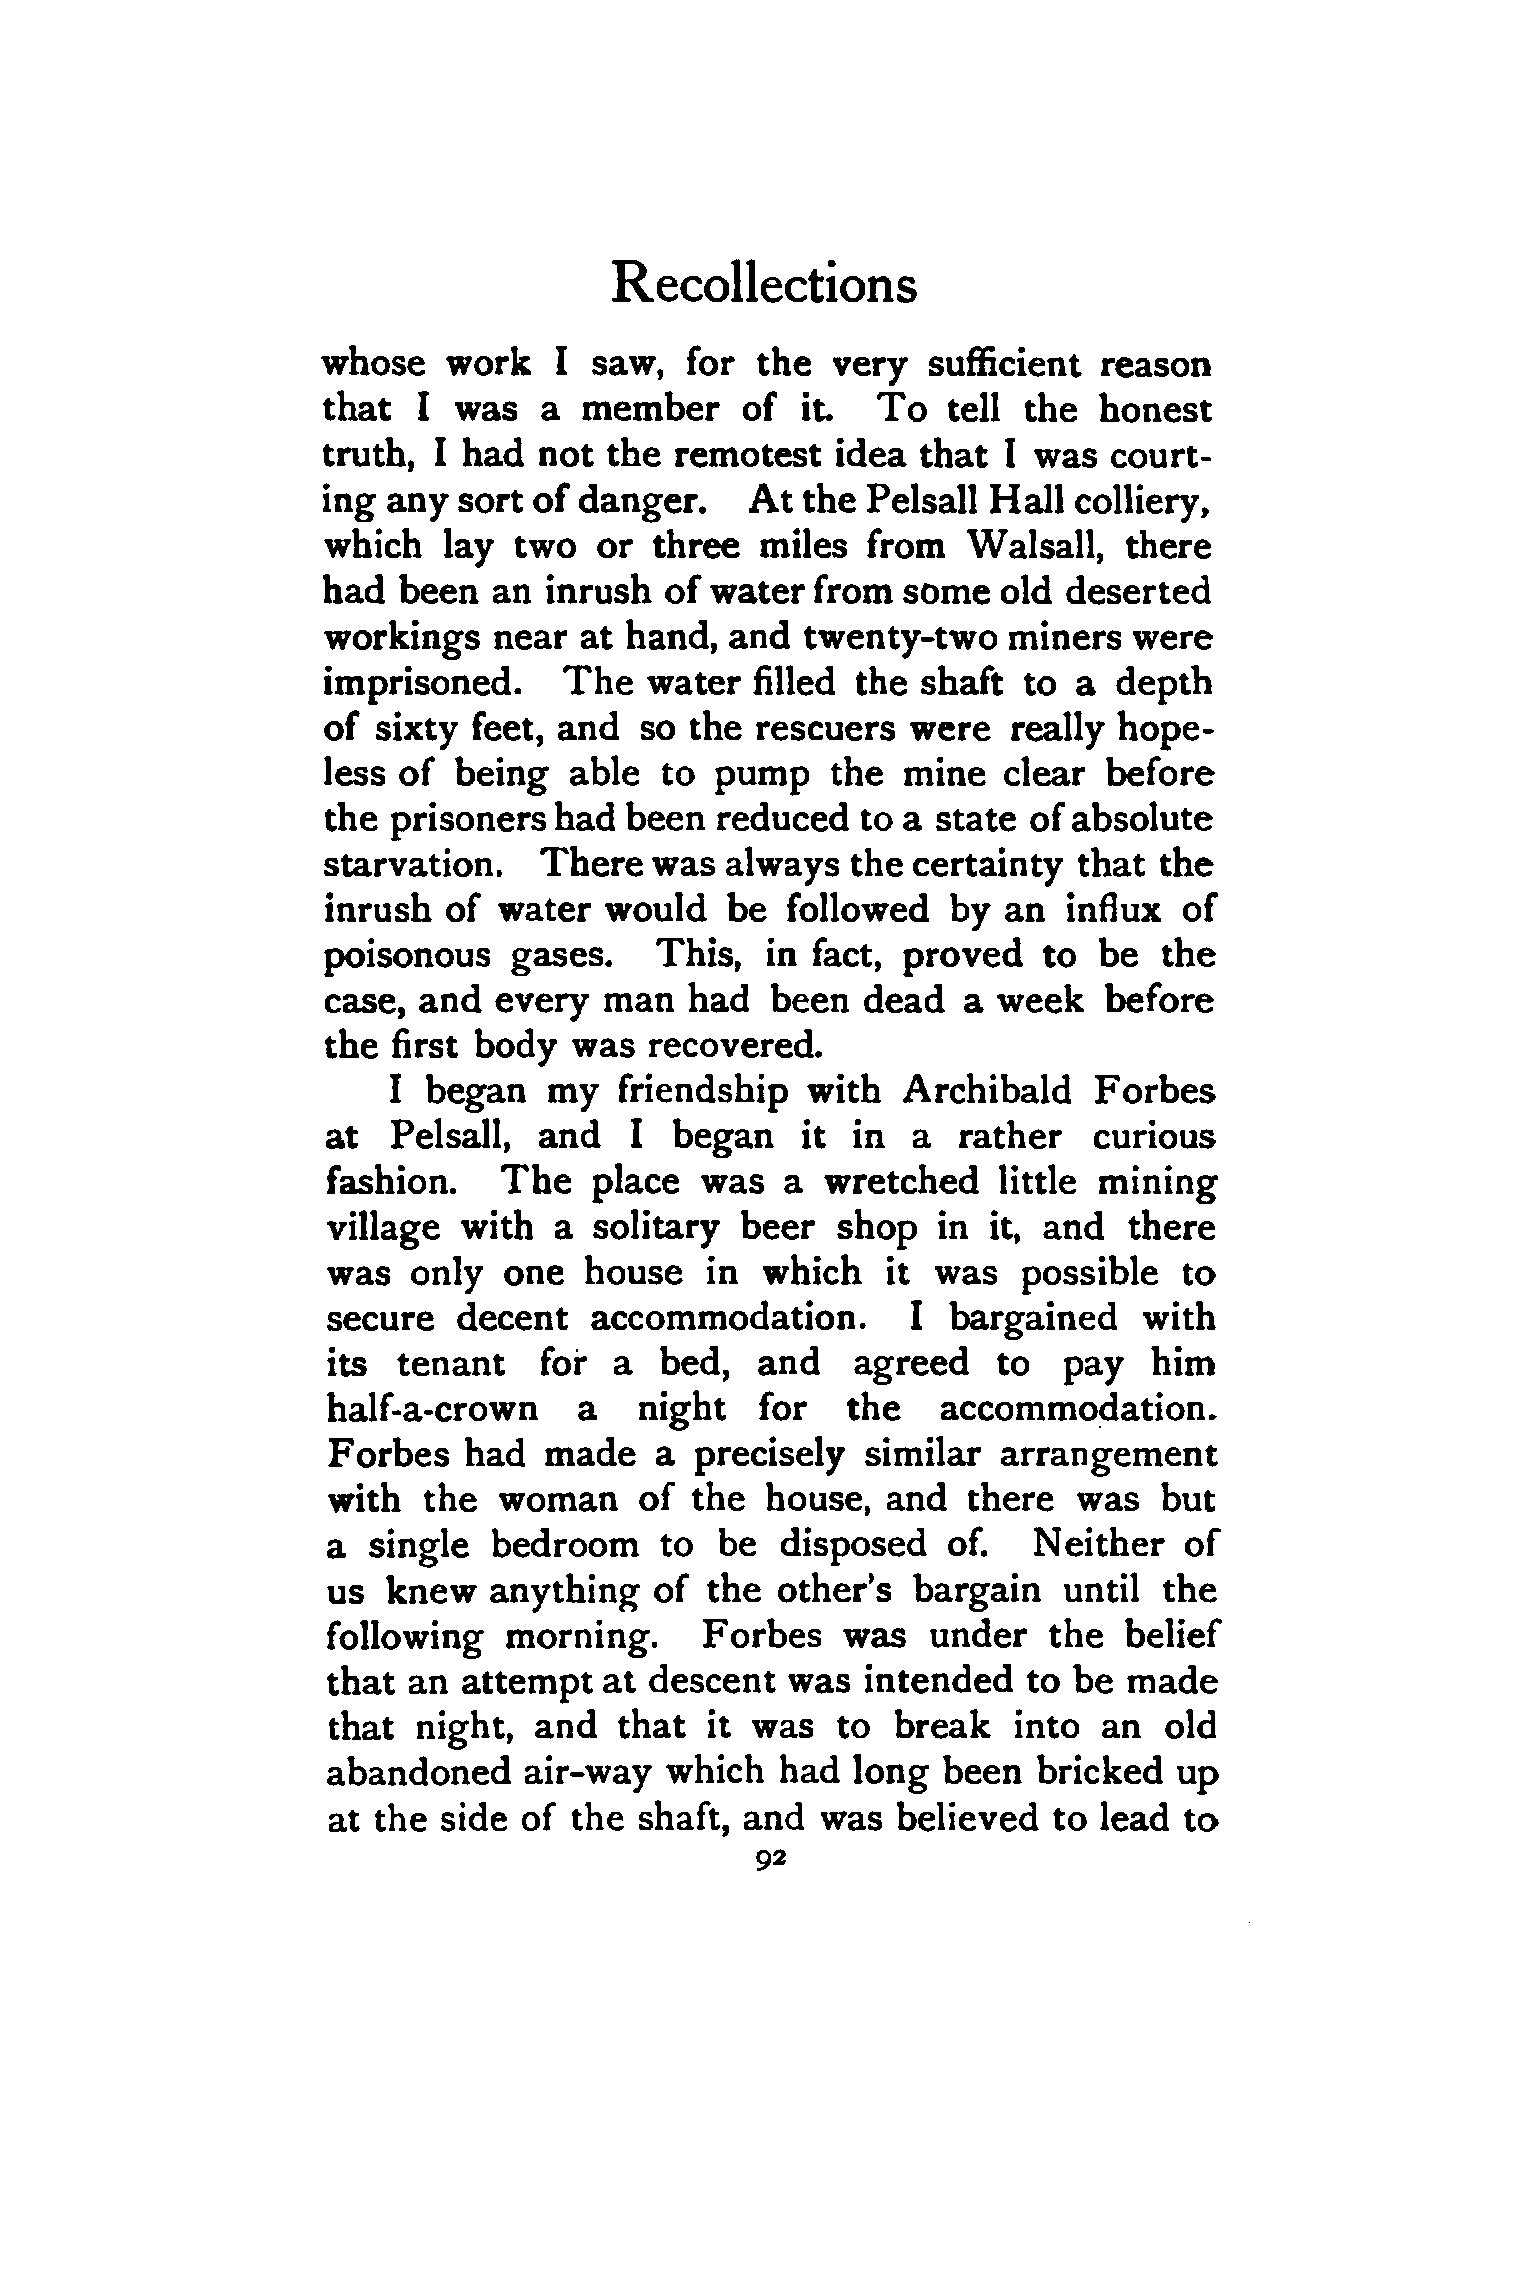 Recollections
whose work I saw, for the very sufficient reason
that I was a member of it. To tell the honest
truth, I had not the remotest idea that I was court-
ing any sort of danger. At the Pelsall Hall colliery,
which lay two or three miles from Walsall, there
had been an inrush of water from some old deserted
workings near at hand, and twenty-two miners were
imprisoned. The water filled the shaft to a depth
of sixty feet, and so the rescuers were really hope-
less of being able to pump the mine clear before
the prisoners had been reduced to a state of absolute
starvation. There was always the certainty that the
inrush of water would be followed by an influx of
poisonous gases. This, in fact, proved to be the
case, and every man had been dead a week before
the first body was recovered.
I began my friendship with Archibald Forbes
at Pelsall, and I began it in a rather curious
fashion. The place was a wretched little mining
village with a solitary beer shop in it, and there
was only one house in which it was possible to
secure decent accommodation. I bargained with
its tenant for a bed, and agreed to pay him
half-a-crown a night for the accommodation.
Forbes had made a precisely similar arrangement
with the woman of the house, and there was but
a single bedroom to be disposed of. Neither of
us knew anything of the other's bargain until the
following morning. Forbes was under the belief
that an attempt at descent was intended to be made
that night, and that it was to break into an old
abandoned air-way which had long been bricked up
at the side of the shaft, and was believed to lead to
92